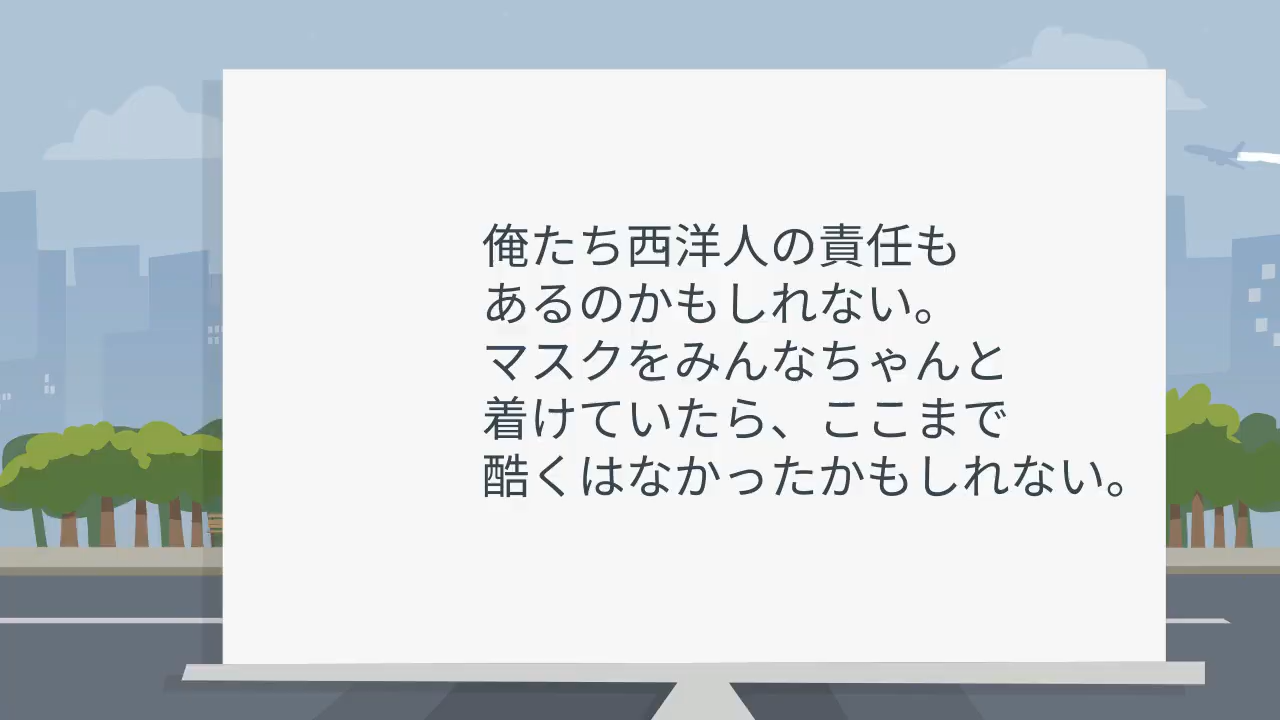 俺たち西洋人の責任も
あるのかもしれない。
マスクをみんなちゃんと
着けていたら、ここまで
酷くはなかったかもしれない。